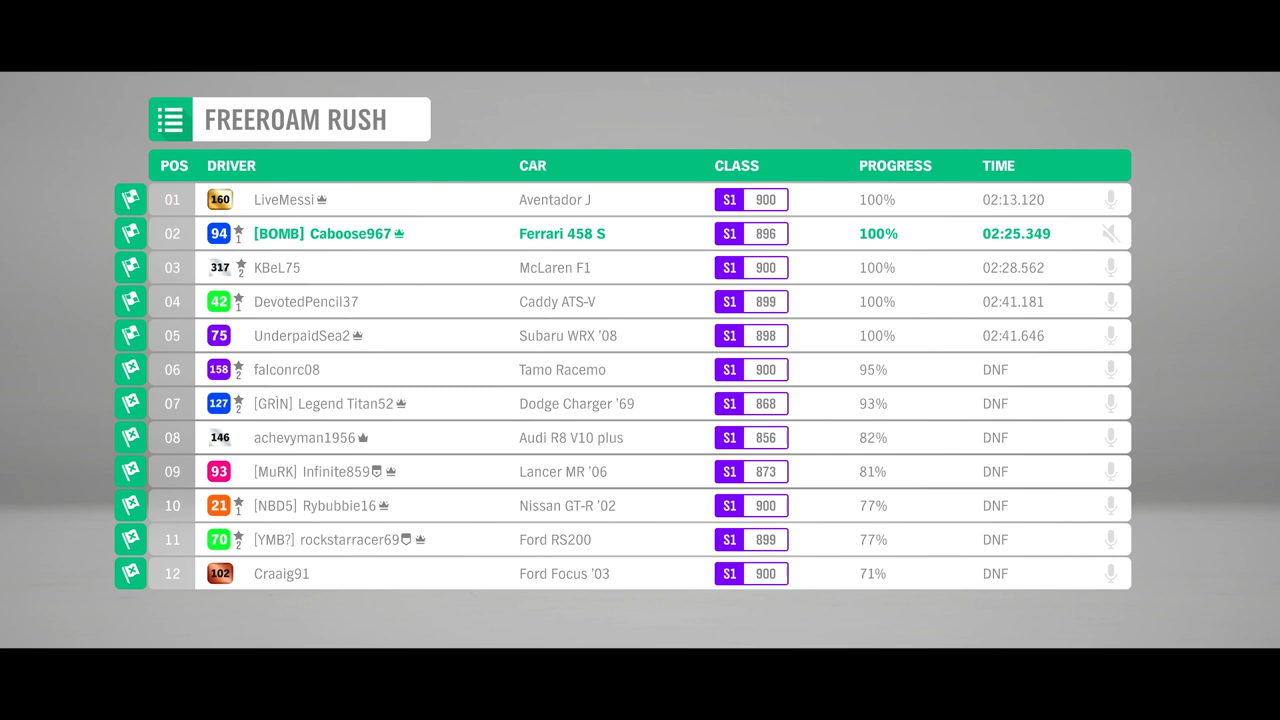 FREEROAM RUSH
POS DRIVER CAR CLASS PROGRESS TIME
01 160 LiveMessi Aventador J S1 900 100% 02:13.120
02 94 1 [BOMB] Caboose967 Ferrari 458 S S1 896 100% 02:25.349
03 317 2 KBeL75 McLaren F1 S1 900 100% 02:28.562
04 42 1 DevotedPencil37 Caddy ATS-V S1 899 100% 02:41.181
05 75 UnderpaidSea2 Subaru WRX '08 S1 898 100% 02:41.646
06 158 2 falconrc08 Tamo Racemo S1 900 95% DNF
07 127 2 [GRÌN] Legend Titan52 Dodge Charger '69 S1 868 93% DNF
08 146 achevyman1956 Audi R8 V10 plus S1 856 82% DNF
09 93 [MuRK] Infinite859 Lancer MR '06 S1 873 81% DNF
10 21 1 [NBD5] Rybubbie16 Nissan GT-R '02 S1 900 77% DNF
11 70 2 [YMB?] rockstarracer69 Ford RS200 S1 899 77% DNF
12 102 Craaig91 Ford Focus '03 S1 900 71% DNF